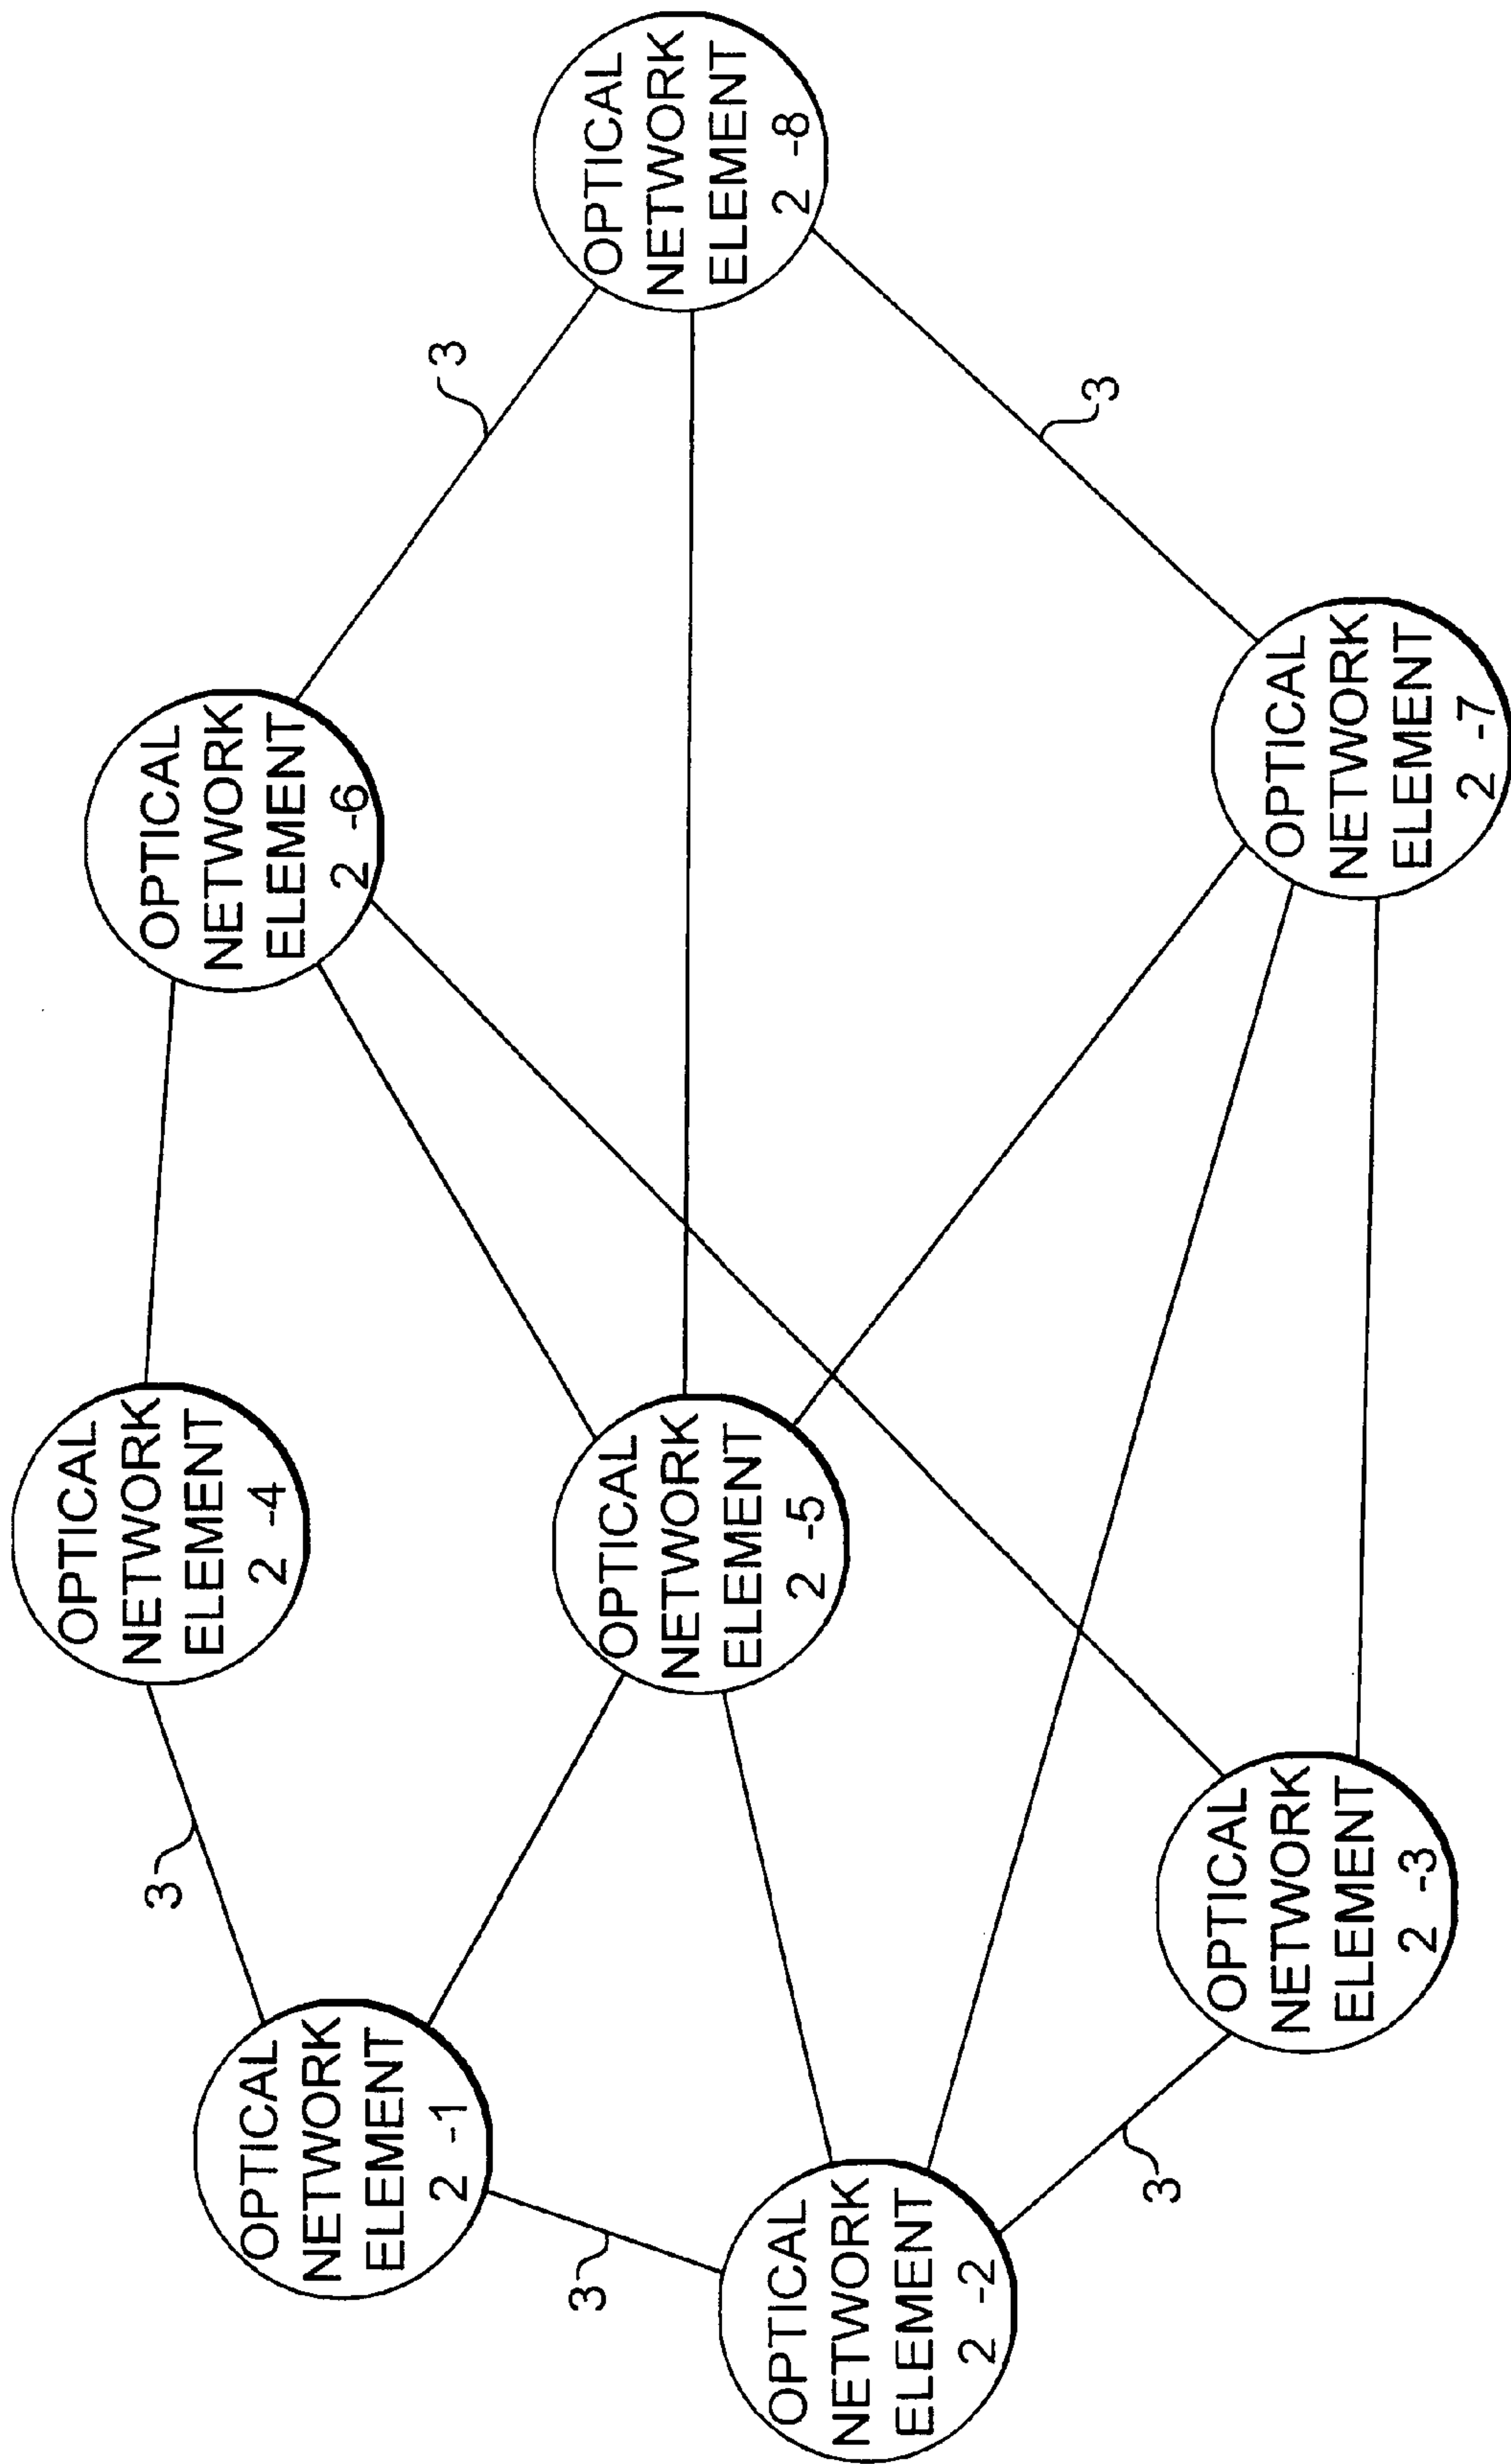 OPTICAL
NETWORK
ELEMENT
2 -4
OPTICAL
NETWORK
ELEMENT
2 -6
3
3
OPTICAL
NETWORK
ELEMENT
2 -1
OPTICAL
NETWORK
ELEMENT
2 -5
OPTICAL
NETWORK
ELEMENT
2 -8
3
3
OPTICAL
NETWORK
ELEMENT
2 -2
3
OPTICAL
NETWORK
ELEMENT
2 -3
OPTICAL
NETWORK
ELEMENT
2 -7